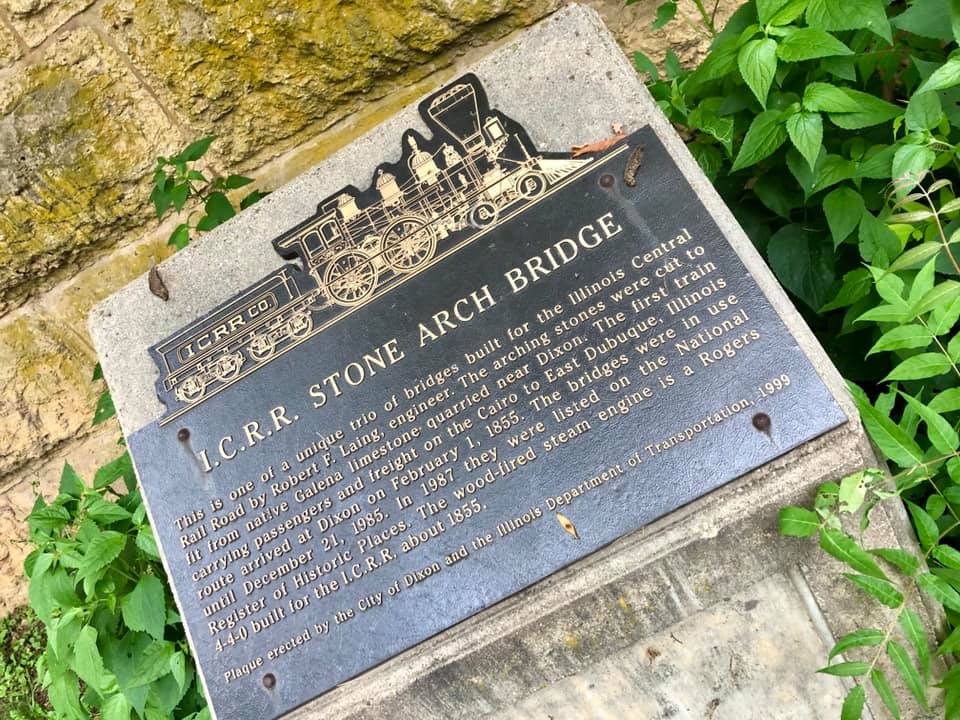 I.C.R.R.CO.
I.C.R.R. STONE ARCH BRIDGE
This is one of a unique trio of bridges built for the Illinois Central
Rail Road by Robert F. Laing, engineer. The arching stones were cut to
fit from native Galena limestone quarried near Dixon. The first train
carrying passengers and freight on the Cairo to East Dubuque, Illinois
route arrived at Dixon on February 1, 1855. The bridges were in use
until December 21, 1985. In 1987 they were listed on the National
Register of Historic Places. The wood-fired steam engine is a Rogers
4-4-0 built for the I.C.R.R. about 1855.
Plaque erected by the City of Dixon and the Illinois Department of Transportation, 1999